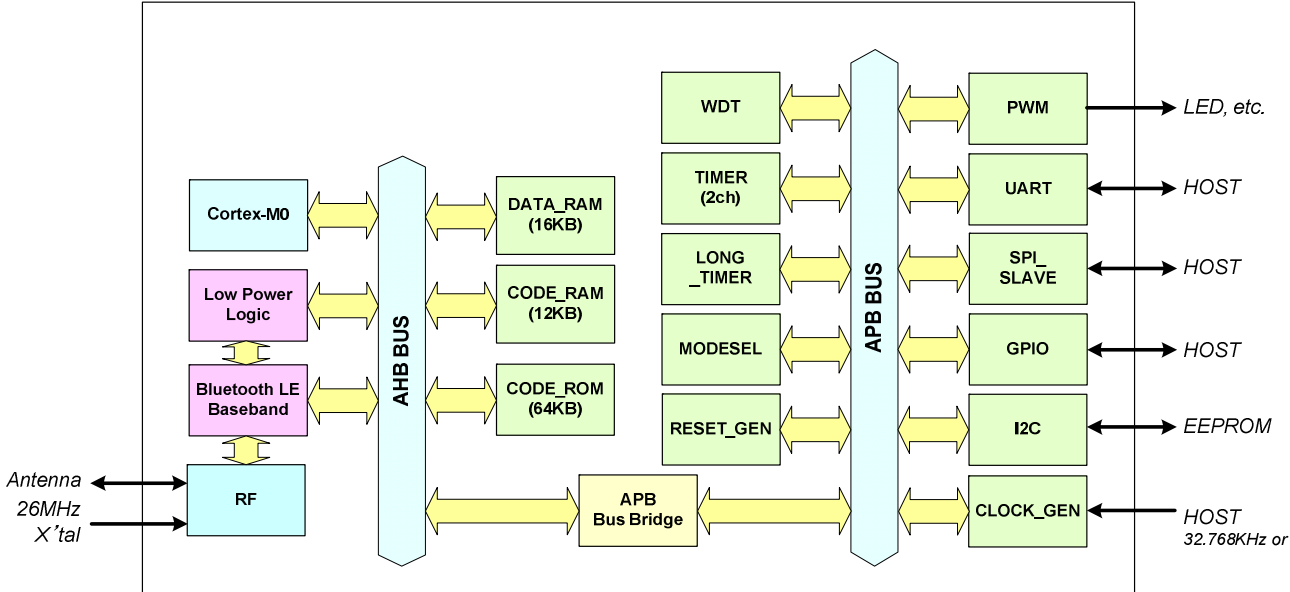 WDT
PWM
LED, etc.
TIMER
(2ch)
UART
HOST
Cortex-M0
DATA_RAM
(16KB)
LONG
_TIMER
SPI_
SLAVE
HOST
Low Power
Logic
CODE_RAM
(12KB)
MODESEL
GPIO
HOST
Bluetooth LE
Baseband
CODE_ROM
(64KB)
RESET_GEN
I2C
EEPROM
AHB BUS
APB BUS
Antenna
26MHz
X'tal
RF
APB
Bus Bridge
CLOCK_GEN
HOST
32.768KHz or